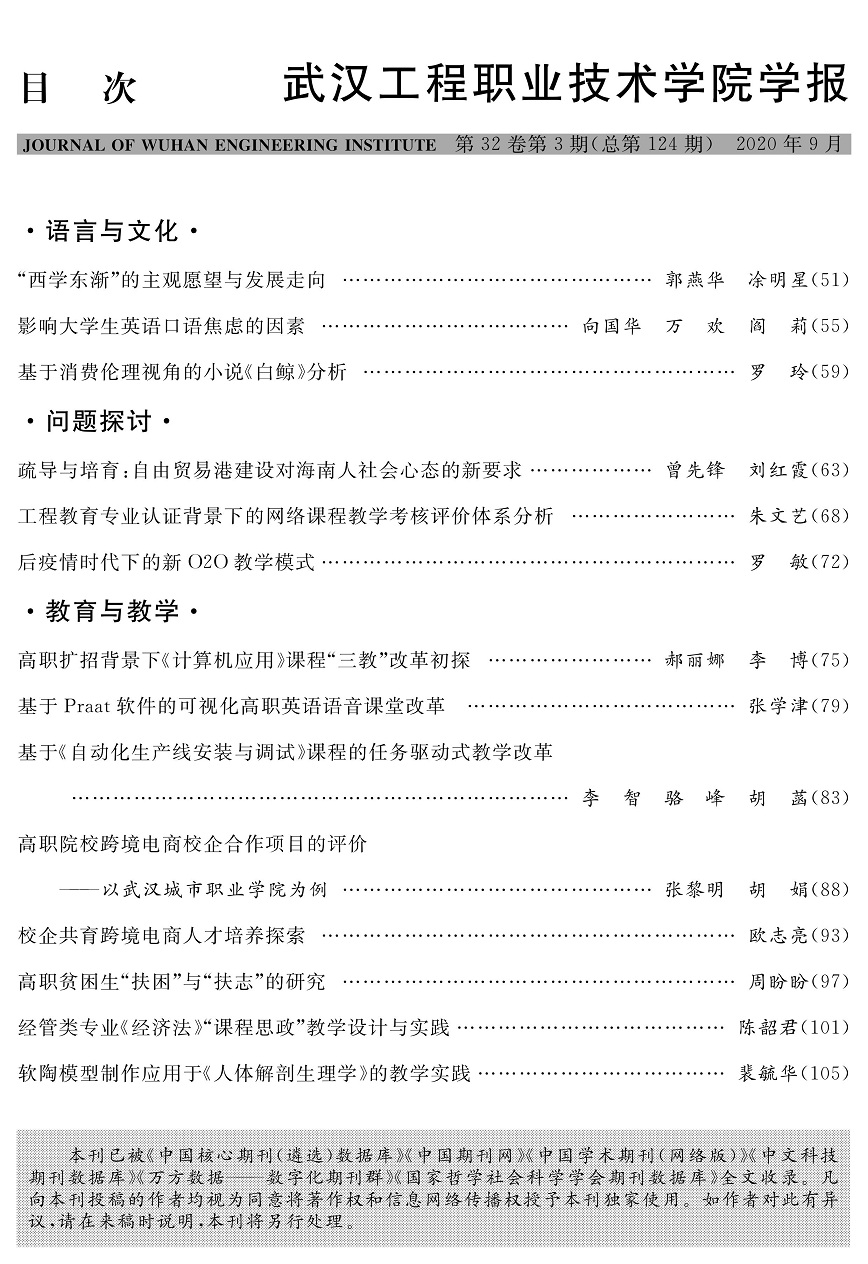 目 次 武汉工程职业技术学院学报
JOURNAL OF WUHAN ENGINEERING INSTITUTE 第 32 卷第 3 期(总第 124 期) 2020 年 9 月
·语言与文化·
“西学东渐”的主观愿望与发展走向 …………………………………… 郭燕华 涂明星(51)
影响大学生英语口语焦虑的因素 …………………………… 向国华 万 欢 阎 莉(55)
基于消费伦理视角的小说《白鲸》分析 ………………………………………… 罗 玲(59)
·问题探讨·
疏导与培育:自由贸易港建设对海南人社会心态的新要求 ……………… 曾先锋 刘红霞(63)
工程教育专业认证背景下的网络课程教学考核评价体系分析 …………………… 朱文艺(68)
后疫情时代下的新 O2O 教学模式 ………………………………………………… 罗 敏(72)
·教育与教学·
高职扩招背景下《计算机应用》课程“三教”改革初探 …………………… 郝丽娜 李 博(75)
基于 Praat 软件的可视化高职英语语音课堂改革 ……………………………… 张学津(79)
基于《自动化生产线安装与调试》课程的任务驱动式教学改革
………………………………………………………… 李 智 骆 峰 胡 菡(83)
高职院校跨境电商校企合作项目的评价
——以武汉城市职业学院为例 …………………………………… 张黎明 胡 娟(88)
校企共育跨境电商人才培养探索 ………………………………………………… 欧志亮(93)
高职贫困生“扶困”与“扶志”的研究 …………………………………………… 周盼盼(97)
经管类专业《经济法》“课程思政”教学设计与实践 ……………………………… 陈韶君(101)
软陶模型制作应用于《人体解剖生理学》的教学实践 …………………………… 裴毓华(105)
本刊已被《中国核心期刊(遴选)数据库》《中国期刊网》《中国学术期刊(网络版)》《中文科技
期刊数据库》《万方数据——数字化期刊群》《国家哲学社会科学学会期刊数据库》全文收录。凡
向本刊投稿的作者均视为同意将著作权和信息网络传播权授予本刊独家使用。如作者对此有异
议,请在来稿时说明,本刊将另行处理。